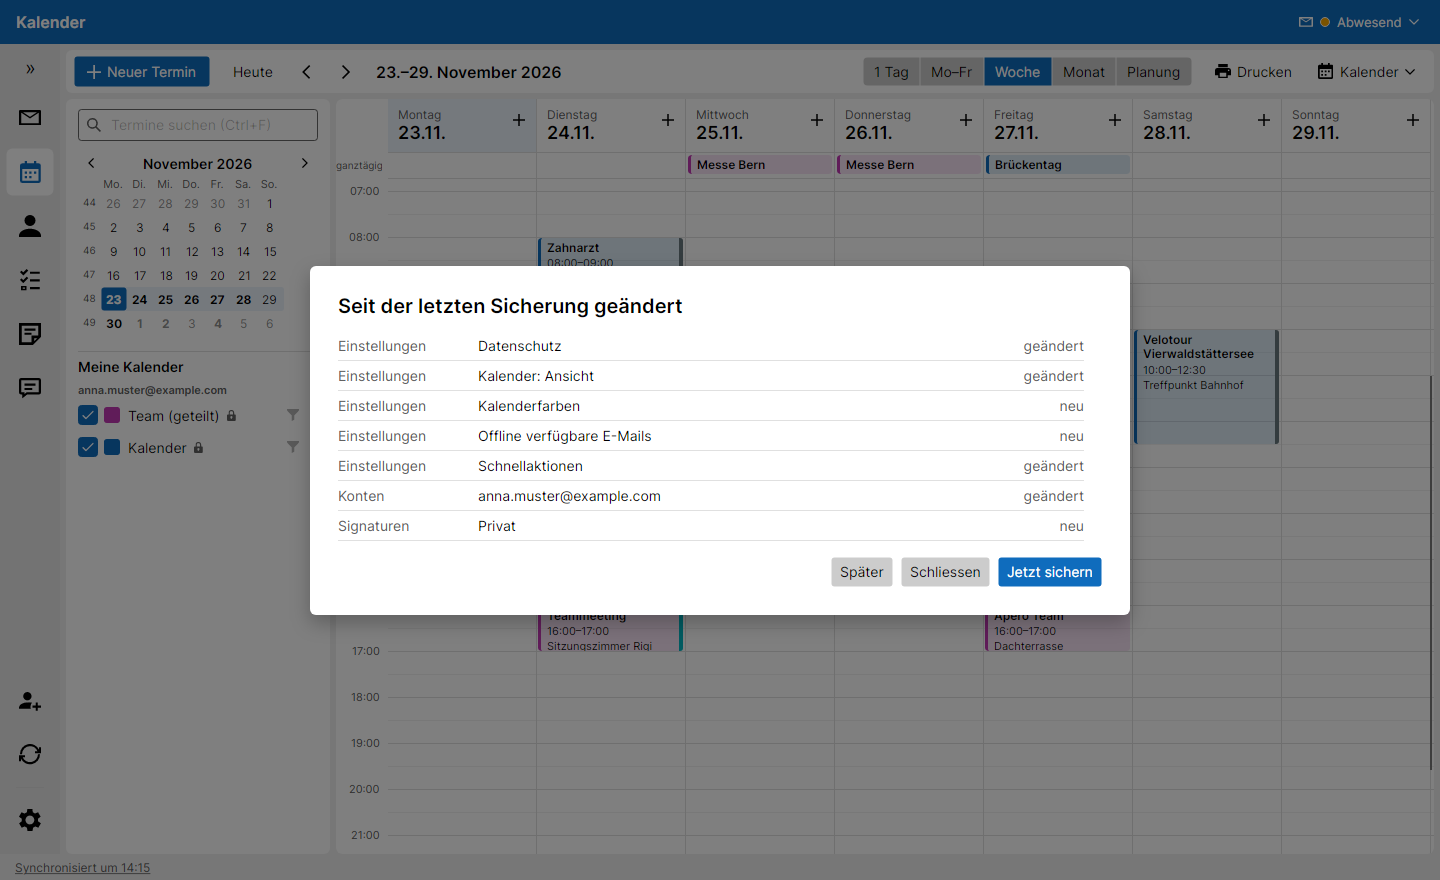 Kalender
Abwesend
Neuer Termin
Heute
23.–29. November 2026
1 Tag
Mo–Fr
Woche
Monat
Planung
Drucken
Kalender
Termine suchen (Ctrl+F)
November 2026
Mo. Di. Mi. Do. Fr. Sa. So.
44 26 27 28 29 30 31 1
45 2 3 4 5 6 7 8
46 9 10 11 12 13 14 15
47 16 17 18 19 20 21 22
48 23 24 25 26 27 28 29
49 30 1 2 3 4 5 6
Meine Kalender
anna.muster@example.com
Team (geteilt)
Kalender
Montag
23.11.
Dienstag
24.11.
Mittwoch
25.11.
Donnerstag
26.11.
Freitag
27.11.
Samstag
28.11.
Sonntag
29.11.
ganztägig
Messe Bern
Messe Bern
Brückentag
07:00
08:00
Zahnarzt
08:00–09:00
Velotour
Vierwaldstättersee
10:00–12:30
Treffpunkt Bahnhof
Seit der letzten Sicherung geändert
Einstellungen Datenschutz geändert
Einstellungen Kalender: Ansicht geändert
Einstellungen Kalenderfarben neu
Einstellungen Offline verfügbare E-Mails neu
Einstellungen Schnellaktionen geändert
Konten anna.muster@example.com geändert
Signaturen Privat neu
Später
Schliessen
Jetzt sichern
Teammeeting
16:00–17:00
Sitzungszimmer Rigi
Apéro Team
16:00–17:00
Dachterrasse
17:00
18:00
19:00
20:00
21:00
Synchronisiert um 14:15